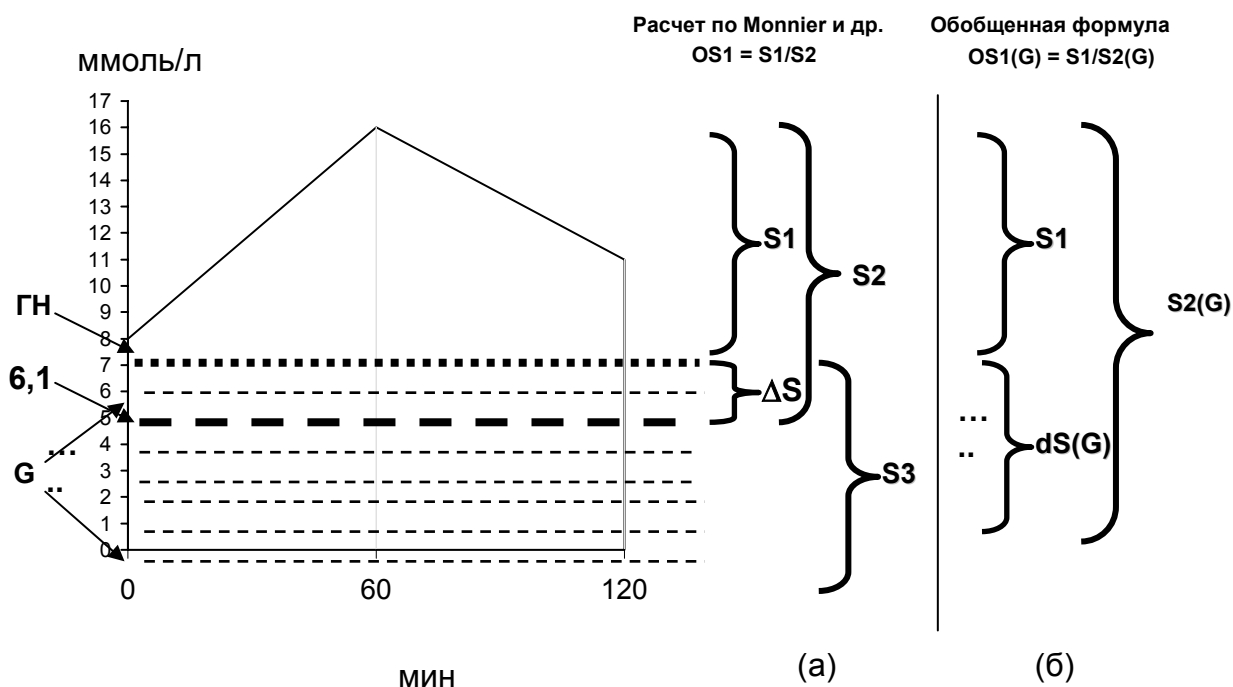 Расчет по Monnier и др.
OS1 = S1/S2
Обобщенная формула
OS1(G) = S1/S2(G)
ммоль/л
17
16
15
14
13
12
11
10
9
8
7
6
5
4
3
2
1
0
ГН
6,1
G
...
..
0
60
120
мин
S1
S2
ΔS
S3
(а)
S1
S2(G)
...
..
dS(G)
(б)